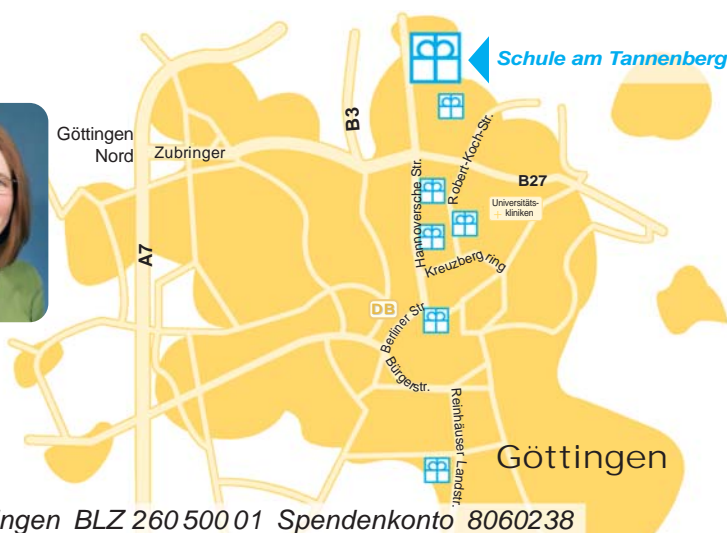 Schule am Tannenberg
Göttingen
Nord
Zubringer
B3
Robert-Koch-Str.
B27
Hannoversche Str.
Universitäts-
kliniken
A7
Kreuzbergring
DB
Berliner Str
Bürgerstr.
Reinhäuser Landstr.
Göttingen
ingen BLZ 260 500 01 Spendenkonto 8060238